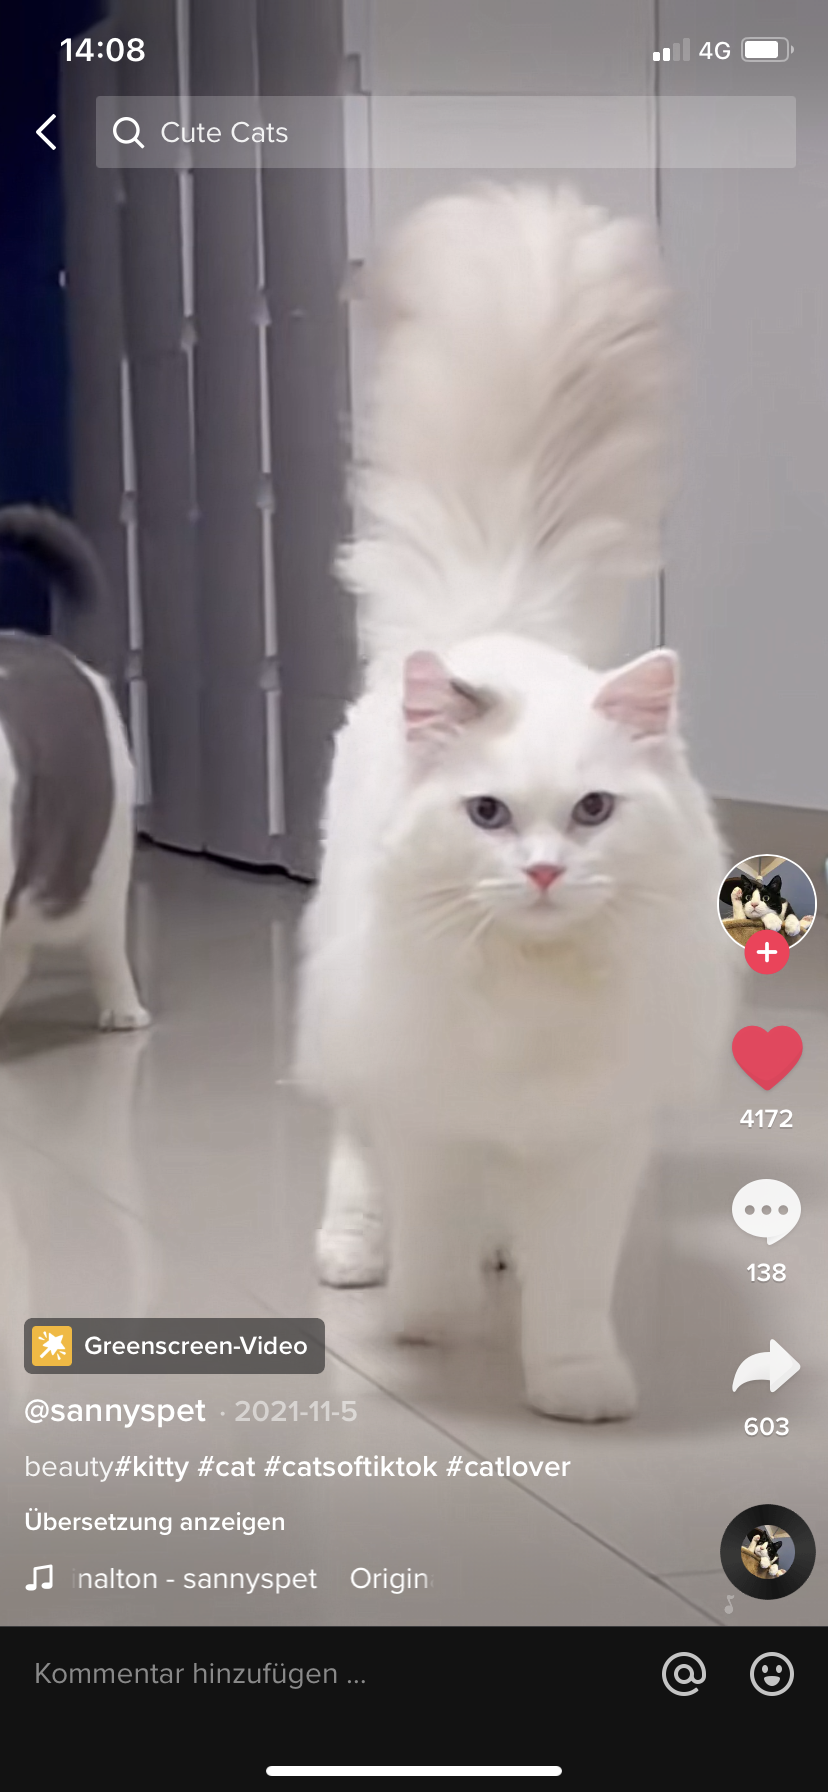 14:08
4G
Cute Cats
4172
138
603
Greenscreen-Video
@sannyspet · 2021-11-5
beauty#kitty #cat #catsoftiktok #catlover
Übersetzung anzeigen
inalton - sannyspet Origin
Kommentar hinzufügen ...